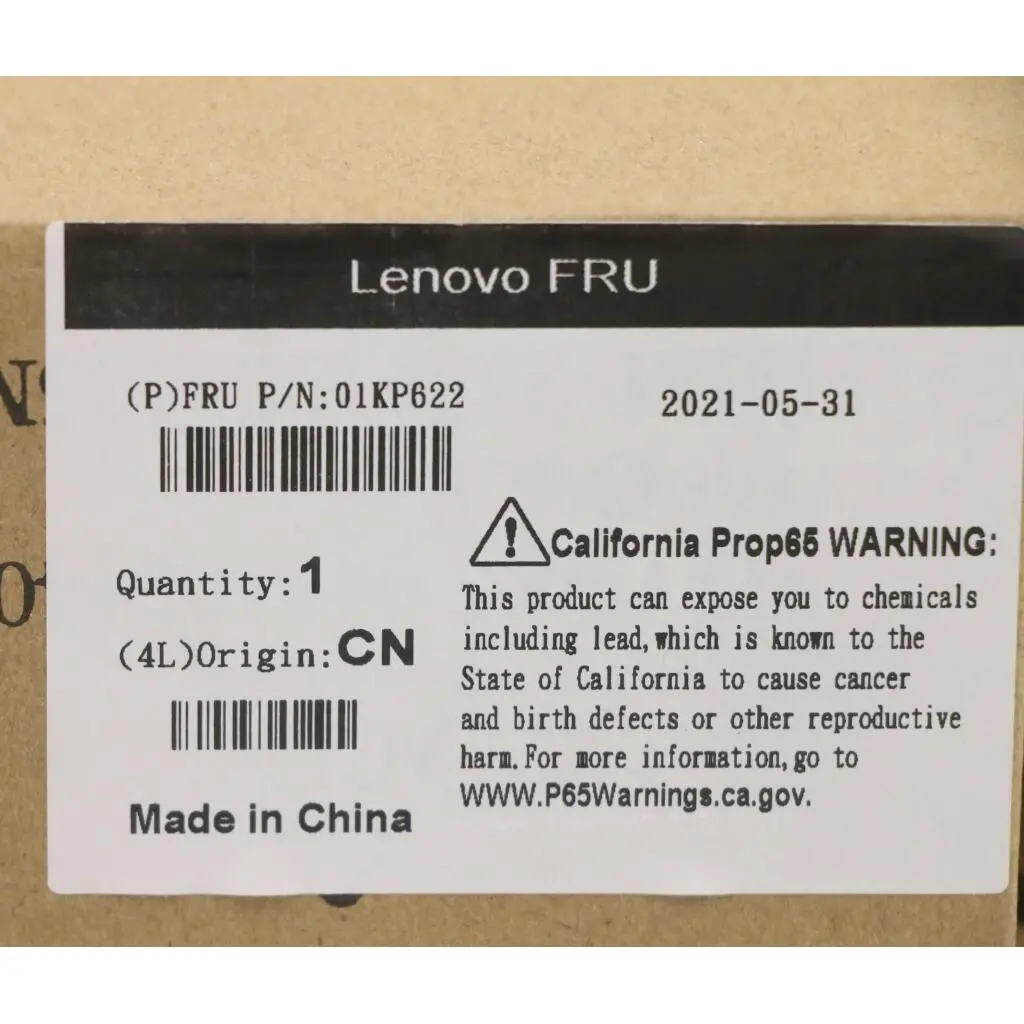 Lenovo FRU
(P)FRU P/N:01KP622
2021-05-31
Quantity:1
(4L)Origin:CN
Made in China
California Prop65 WARNING:
This product can expose you to chemicals
including lead,which is known to the
State of California to cause cancer
and birth defects or other reproductive
harm.For more information,go to
WWW.P65Warnings.ca.gov.